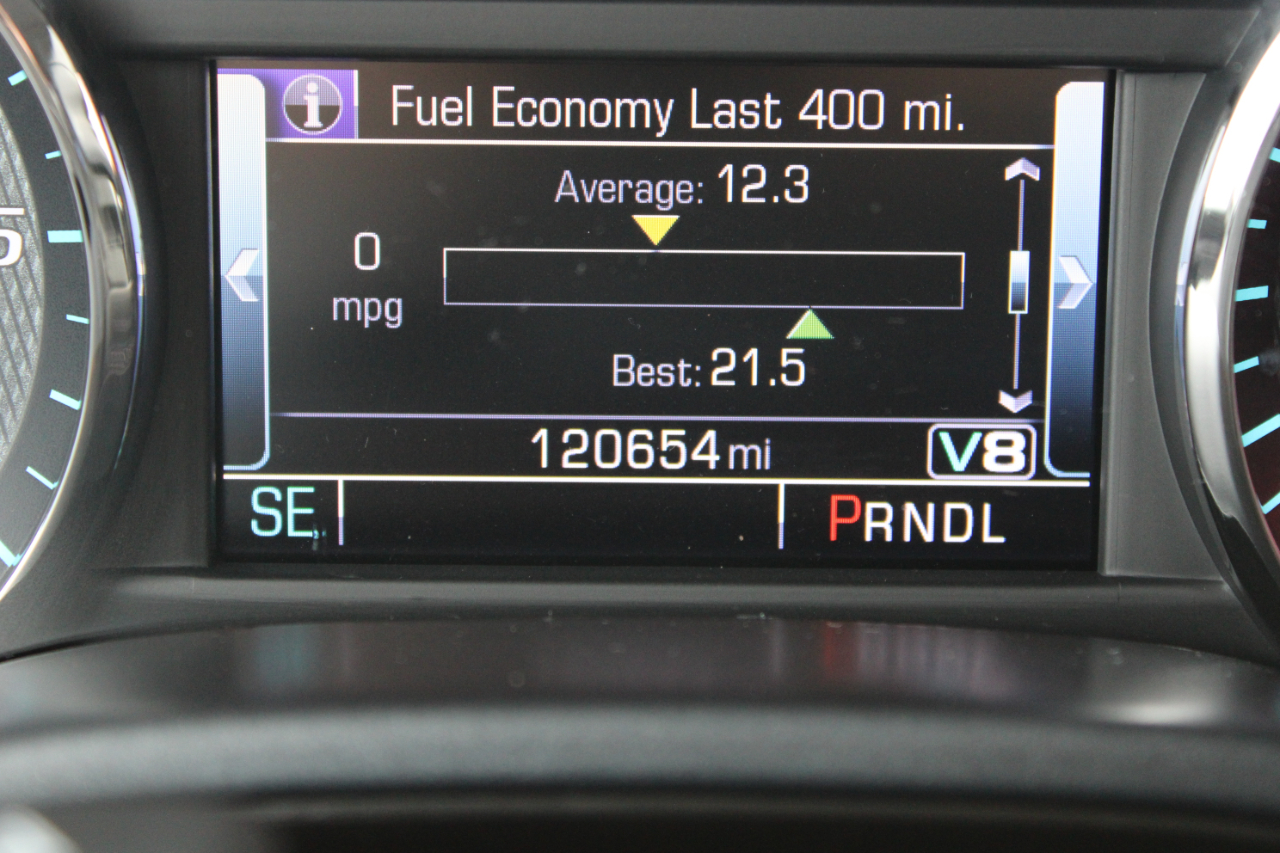 i Fuel Economy Last 400 mi.
Average: 12.3
0
mpg
Best: 21.5
120654 mi
V8
SE
PRNDL